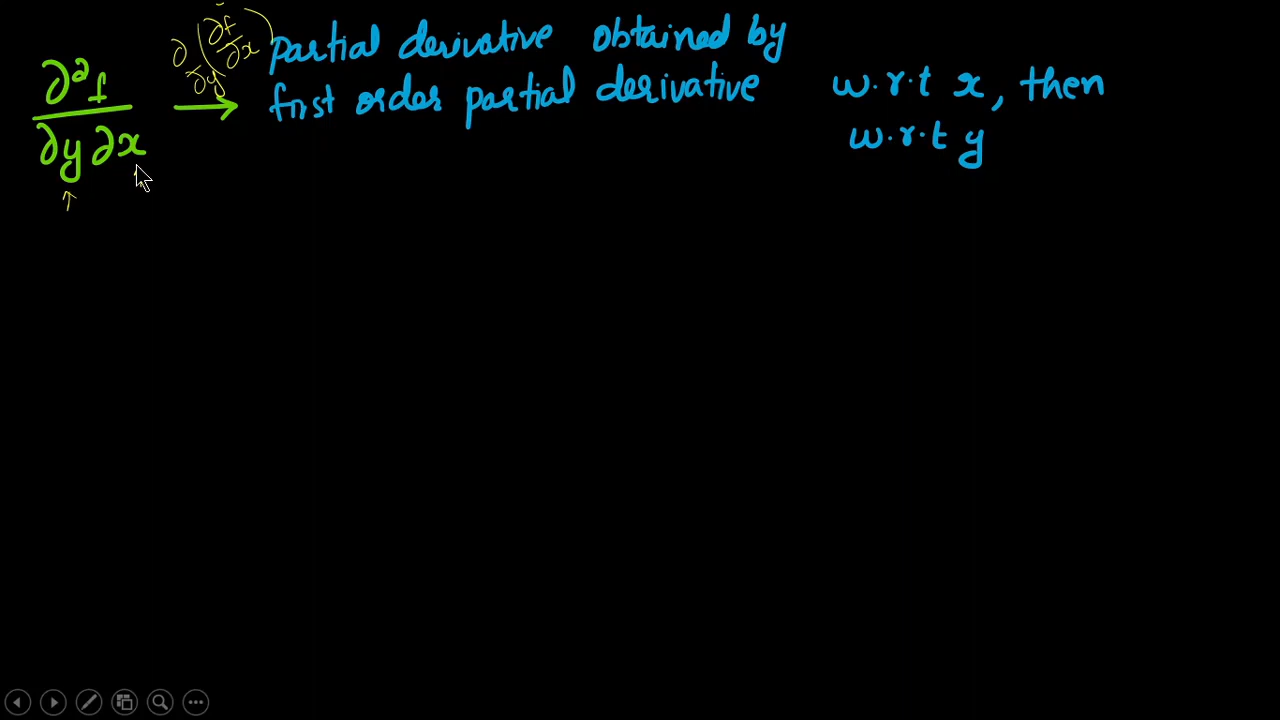 ∂²f/∂y∂x → ∂/∂y (∂f/∂x) partial derivative obtained by
first order partial derivative w.r.t x, then
w.r.t y